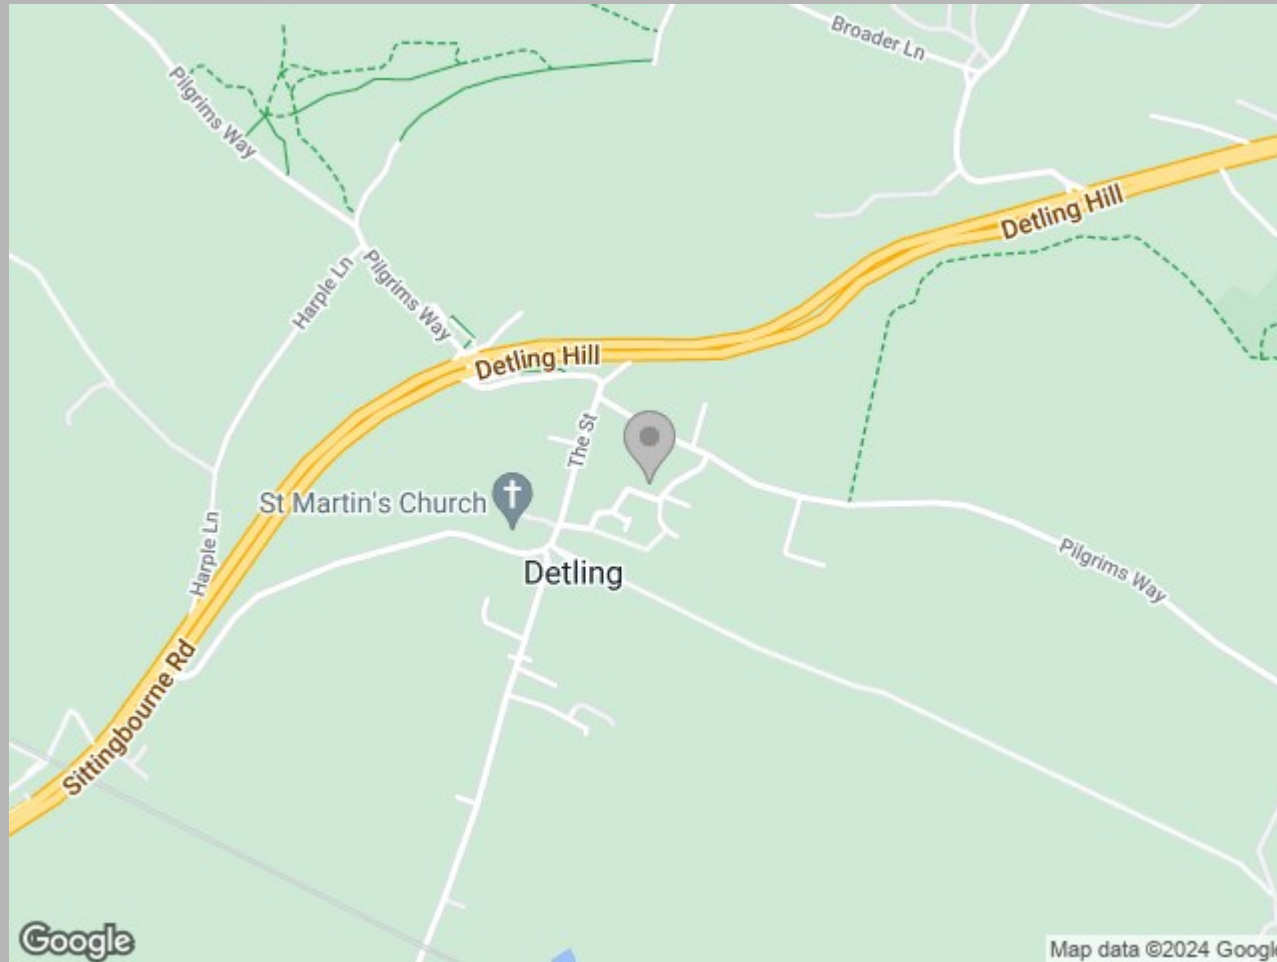 Broader Ln
Pilgrims Way
Detling Hill
Harple Ln
Pilgrims Way
Detling Hill
The St
St Martin's Church
Harple Ln
Detling
Pilgrims Way
Sittingbourne Rd
Google
Map data ©2024 Google